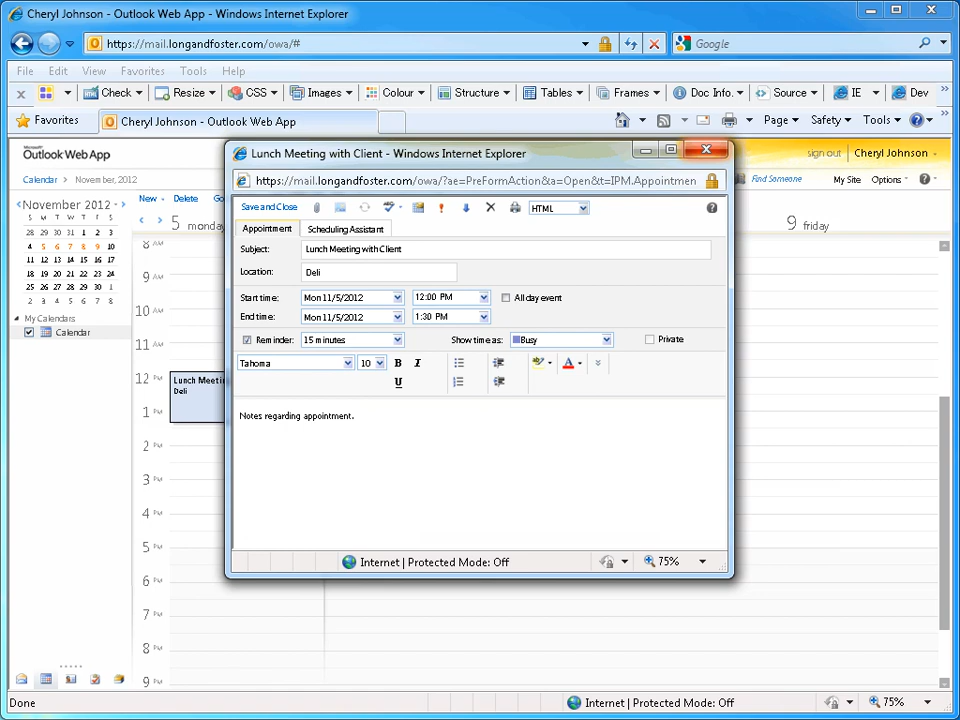 Cheryl Johnson - Outlook Web App - Windows Internet Explorer
https://mail.longandfoster.com/owa/#
Google
File Edit View Favorites Tools Help
Check Resize CSS Images Colour Structure Tables Frames Doc Info. Source IE Dev
Favorites
Cheryl Johnson - Outlook Web App
Page Safety Tools
Microsoft
Outlook Web App
sign out Cheryl Johnson
Calendar November, 2012
Find Someone My Site Options
November 2012
S M T W T F S
28 29 30 31 1 2 3
4 5 6 7 8 9 10
11 12 13 14 15 16 17
18 19 20 21 22 23 24
25 26 27 28 29 30 1
2 3 4 5 6 7 8
My Calendars
Calendar
New Delete Go
5 monday
9 friday
8 AM
9 AM
10 AM
11 AM
12 PM
Lunch Meeti
Deli
1 PM
2 PM
3 PM
4 PM
5 PM
6 PM
7 PM
8 PM
9 PM
Lunch Meeting with Client - Windows Internet Explorer
https://mail.longandfoster.com/owa/?ae=PreFormAction&a=Open&t=IPM.Appointmen
Save and Close
HTML
Appointment Scheduling Assistant
Subject: Lunch Meeting with Client
Location: Deli
Start time: Mon 11/5/2012 12:00 PM All day event
End time: Mon 11/5/2012 1:30 PM
Reminder: 15 minutes Show time as: Busy Private
Tahoma 10 B I
U
Notes regarding appointment.
Internet | Protected Mode: Off 75%
Done
Internet | Protected Mode: Off 75%